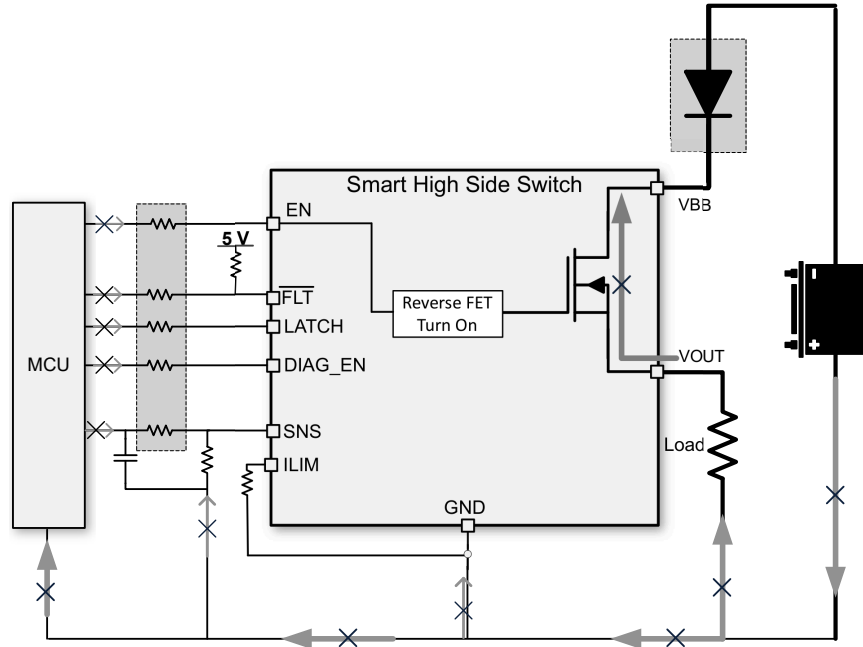 Smart High Side Switch
VBB
EN
5 V
FLT
LATCH
DIAG_EN
SNS
ILIM
GND
MCU
Reverse FET
Turn On
VOUT
Load
-
+